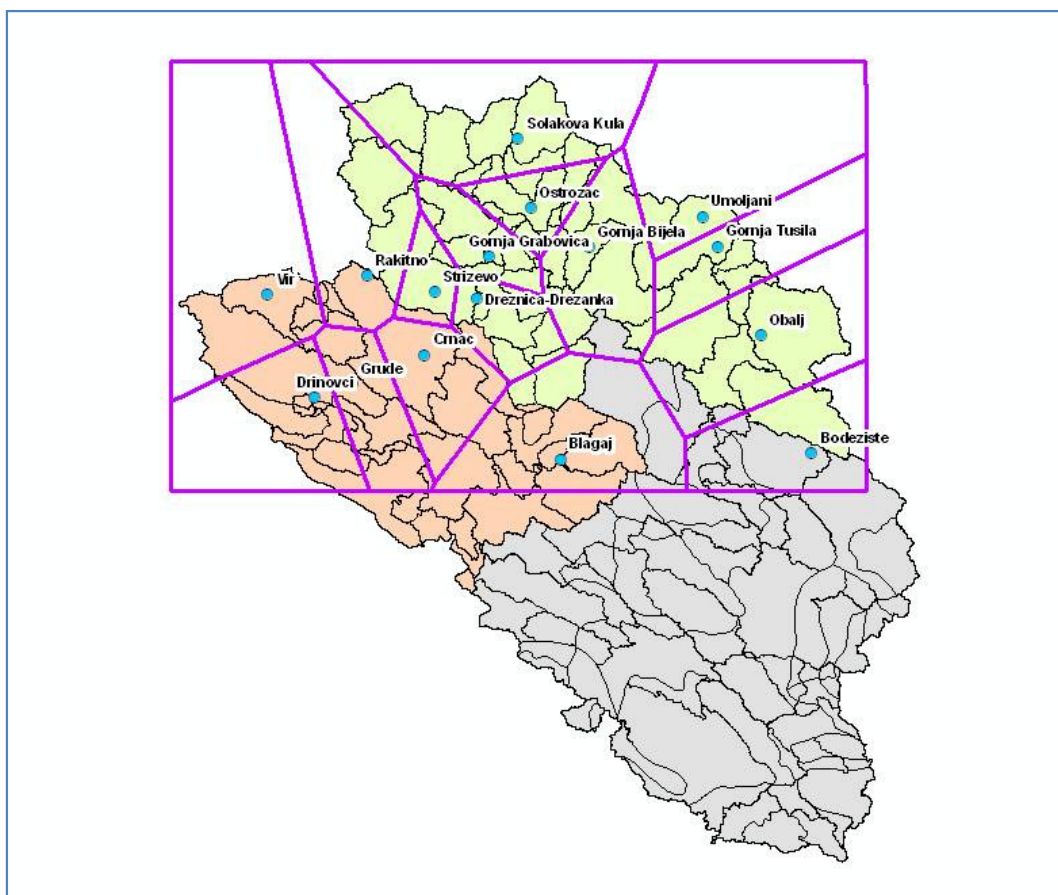 Solakova Kula
Ostrozac
Umoljani
Gornja Grabovica
Gornja Bijela
Gornja Tusila
Rakitno
Vir
Strizevo
Dreznica-Drezanka
Obalj
Crnac
Grude
Drinovci
Blagaj
Bodeziste